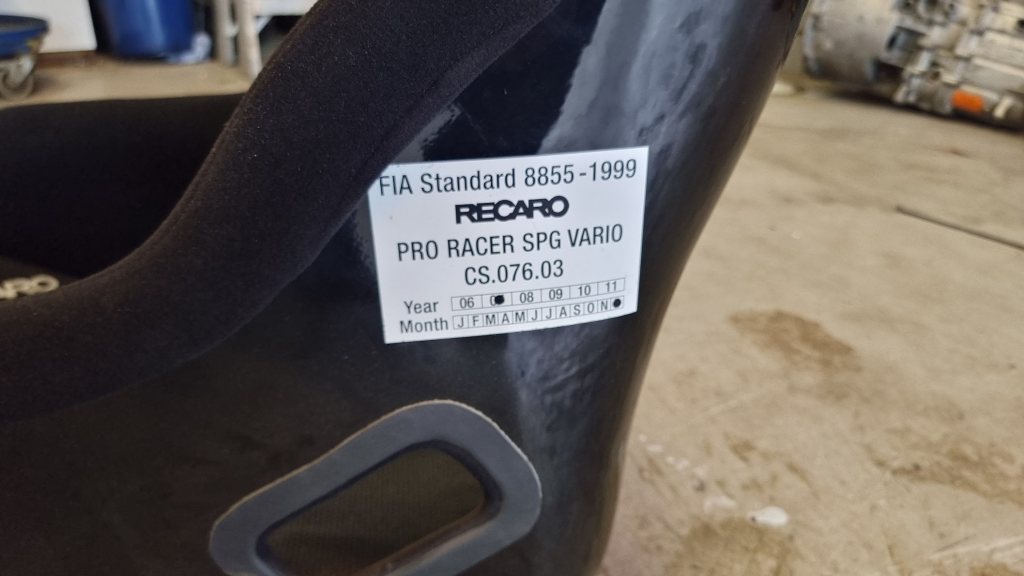 FIA Standard 8855-1999
RECARO
PRO RACER SPG VARIO
CS.076.03
Year 06 08 09 10 11
Month J F M A M J J A S O N